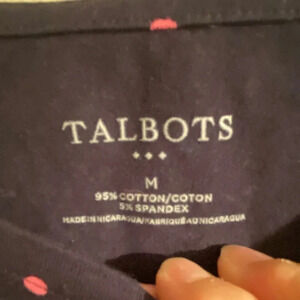 TALBOTS
M
95% COTTON/COTON
5% SPANDEX
MADE IN NICARAGUA/FABRIQUÉ AU NICARAGUA